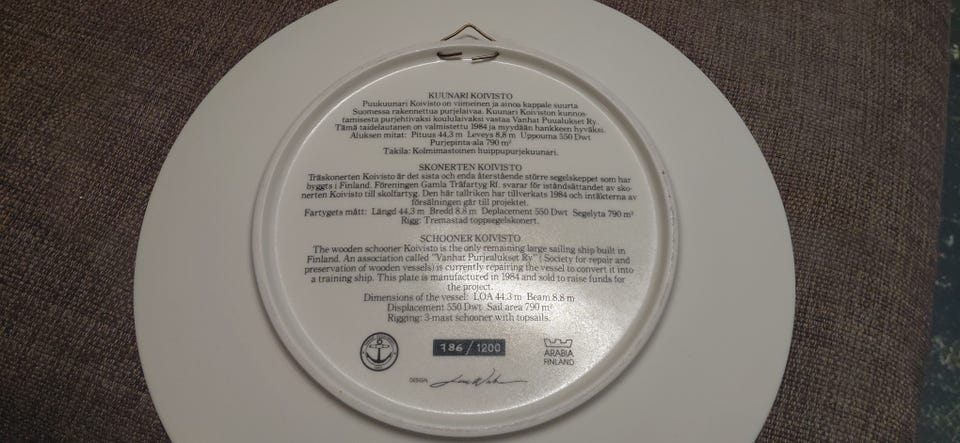 KUUNARI KOIVISTO
Puukuunari Koivisto on viimeinen ja ainoa kappale suurta
Suomessa rakennettua purjelaivaa. Kuunari Koiviston kunnos-
tamisesta purjehtivaksi koululaivaksi vastaa Vanhat Puualukset Ry.
Tämä taidelautanen on valmistettu 1984 ja myydään hankkeen hyväksi.
Aluksen mitat: Pituus 44,3 m Leveys 8,8 m Uppouma 550 Dwt
Purjepinta-ala 790 m²
Takila: Kolmimastoinen huippupurjekuunari.
SKONERTEN KOIVISTO
Träskonerten Koivisto är det sista och enda återstående större segelskeppet som har
byggts i Finland. Föreningen Gamla Träfartyg Rf. svarar för iståndsättandet av sko-
nerten Koivisto till skolfartyg. Den här tallriken har tillverkats 1984 och intäkterna av
försälningen går till projektet.
Fartygets mått: Längd 44,3 m Bredd 8.8 m Deplacement 550 Dwt Segelyta 790 m²
Rigg: Tremastad toppsegelskonert.
SCHOONER KOIVISTO
The wooden schooner Koivisto is the only remaining large sailing ship built in
Finland. An association called "Vanhat Purjealukset Ry" ( Society for repair and
preservation of wooden vessels) is currently repairing the vessel to convert it into
a training ship. This plate is manufactured in 1984 and sold to raise funds for
the project.
Dimensions of the vessel: LOA 44,3 m Beam 8.8 m
Displacement 550 Dwt Sail area 790 m²
Rigging: 3-mast schooner with topsails.
786 / 1200
ARABIA
FINLAND
DESIGN